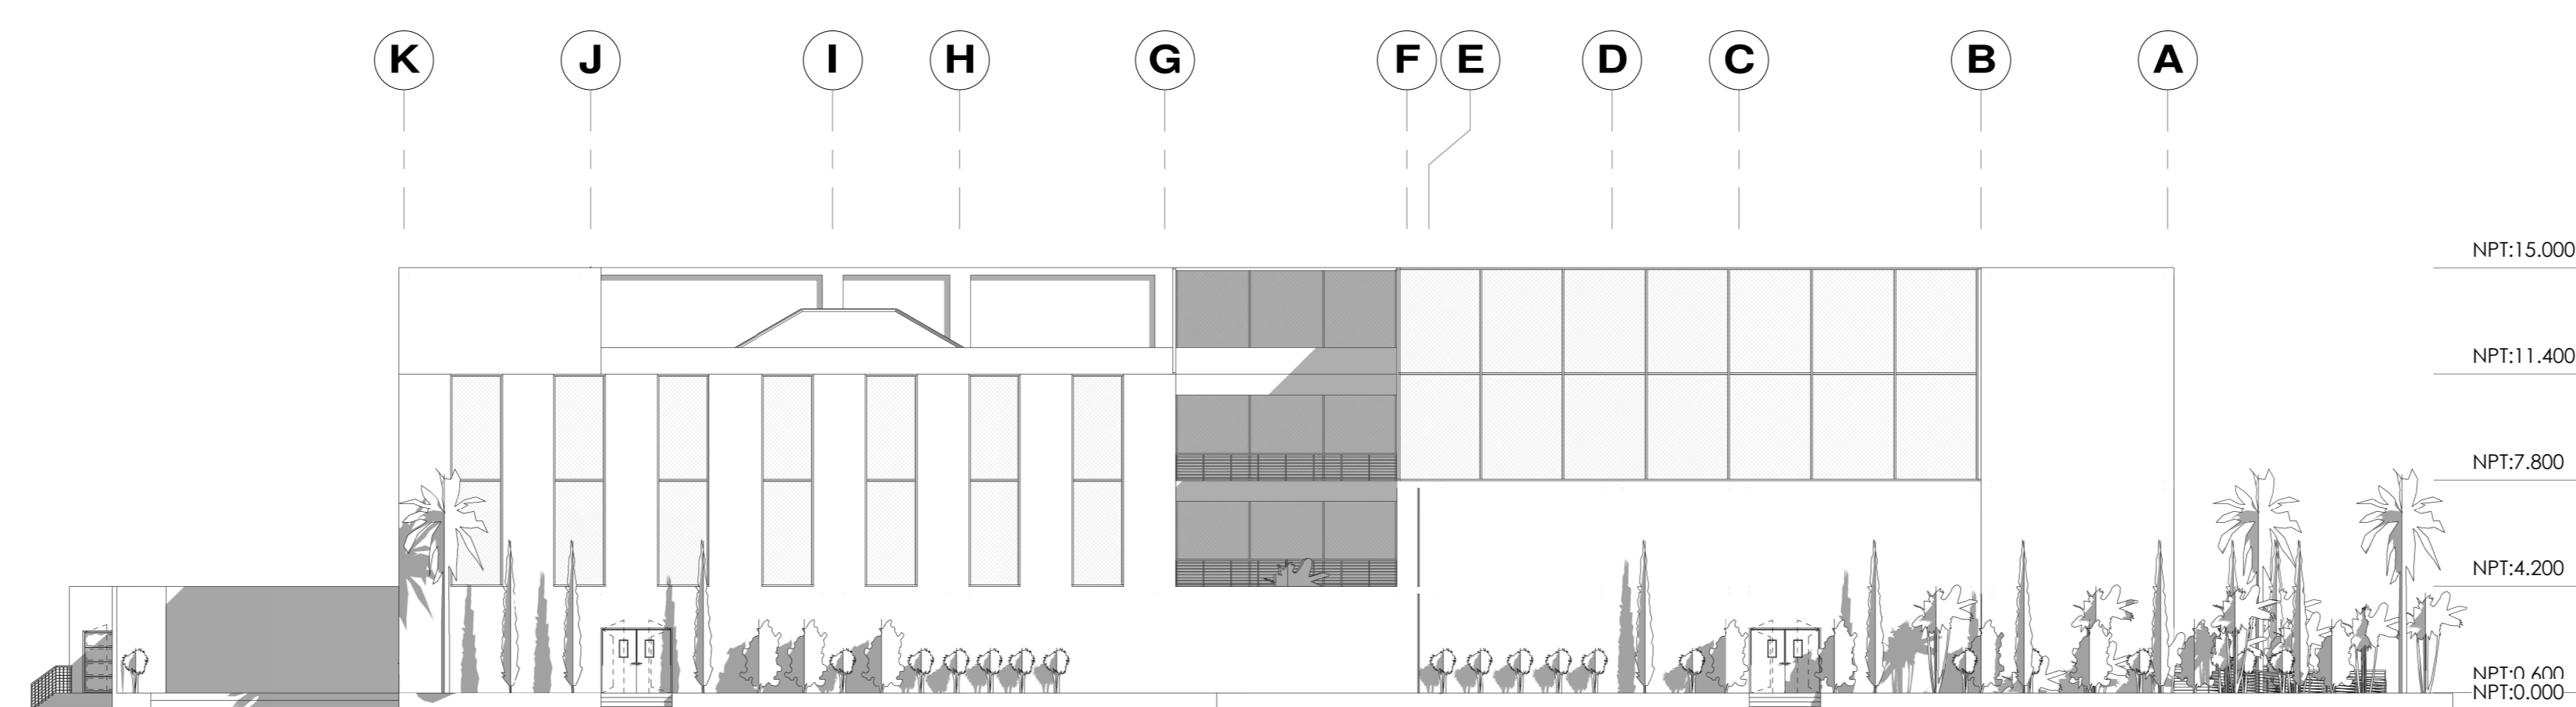 K J I H G F E D C B A
NPT:15.000
NPT:11.400
NPT:7.800
NPT:4.200
NPT:0.600
NPT:0.000